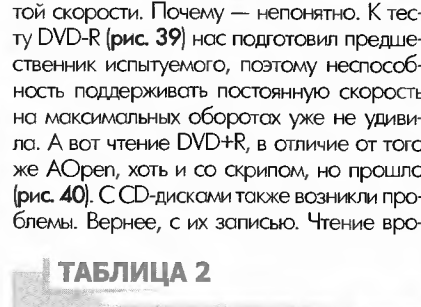 той скорости. Почему — непонятно. К тес-
ту DVD-R (рис. 39) нас подготовил предше-
ственник испытуемого, поэтому неспособ-
ность поддерживать постоянную скорость
на максимальных оборотах уже не удиви-
ла. А вот чтение DVD+R, в отличие от того
же AOpen, хоть и со скрипом, но прошло
(рис. 40). С CD-дисками также возникли про-
блемы. Вернее, с их записью. Чтение вро-
ТАБЛИЦА 2